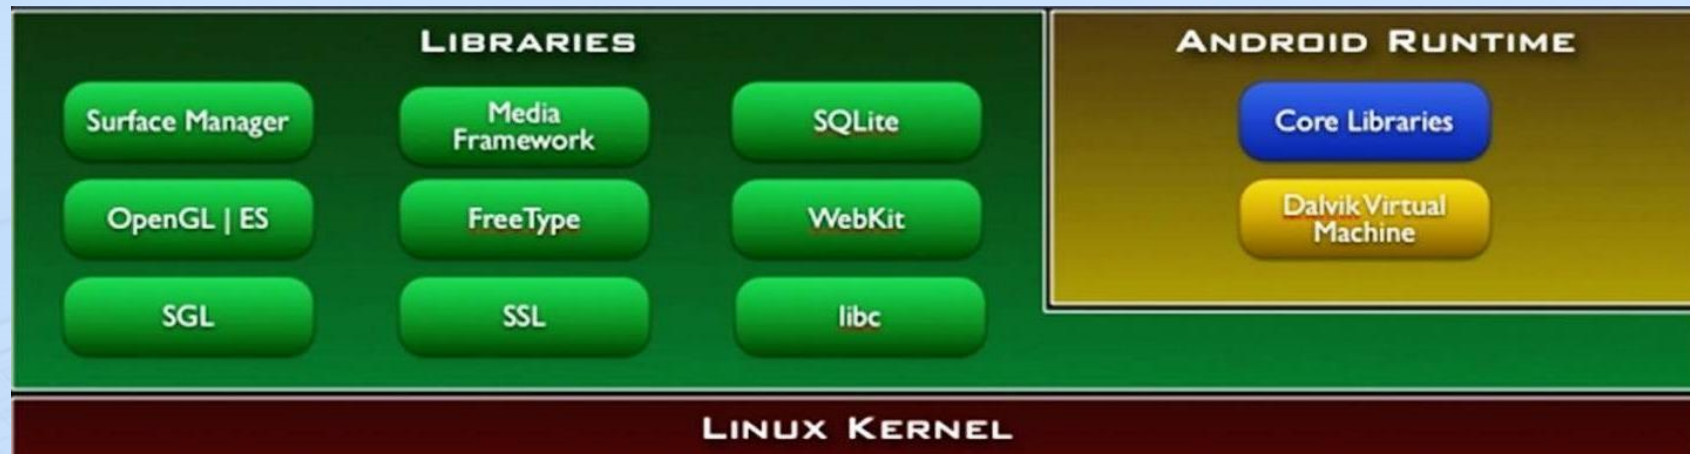 LIBRARIES
Surface Manager
Media
Framework
SQLite
OpenGL | ES
FreeType
WebKit
SGL
SSL
libc
ANDROID RUNTIME
Core Libraries
Dalvik Virtual
Machine
LINUX KERNEL